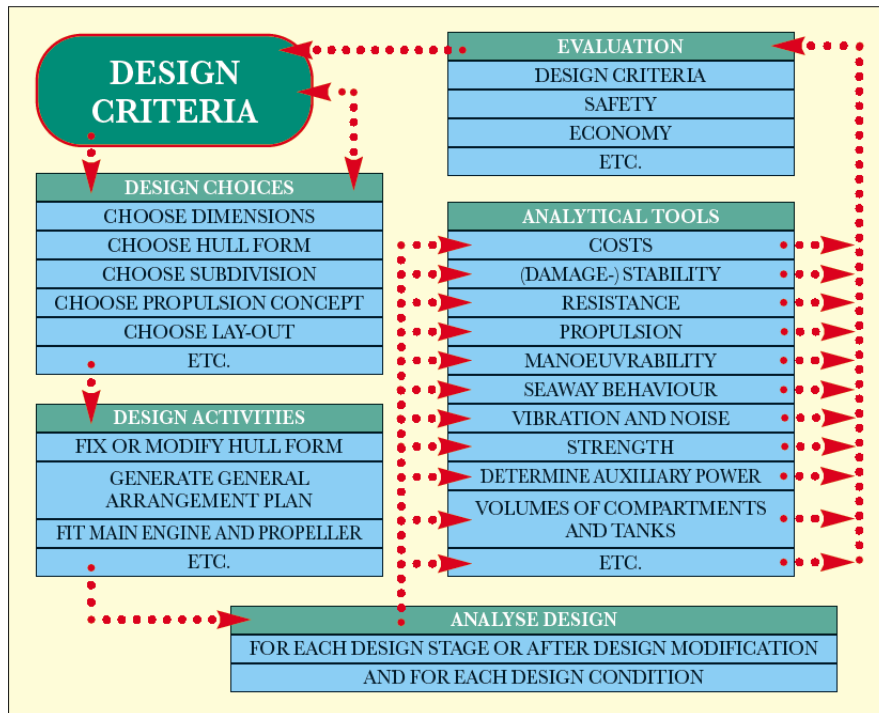 DESIGN
CRITERIA
DESIGN CHOICES
CHOOSE DIMENSIONS
CHOOSE HULL FORM
CHOOSE SUBDIVISION
CHOOSE PROPULSION CONCEPT
CHOOSE LAY-OUT
ETC.
DESIGN ACTIVITIES
FIX OR MODIFY HULL FORM
GENERATE GENERAL
ARRANGEMENT PLAN
FIT MAIN ENGINE AND PROPELLER
ETC.
EVALUATION
DESIGN CRITERIA
SAFETY
ECONOMY
ETC.
ANALYTICAL TOOLS
COSTS
(DAMAGE-) STABILITY
RESISTANCE
PROPULSION
MANOEUVRABILITY
SEAWAY BEHAVIOUR
VIBRATION AND NOISE
STRENGTH
DETERMINE AUXILIARY POWER
VOLUMES OF COMPARTMENTS
AND TANKS
ETC.
ANALYSE DESIGN
FOR EACH DESIGN STAGE OR AFTER DESIGN MODIFICATION
AND FOR EACH DESIGN CONDITION